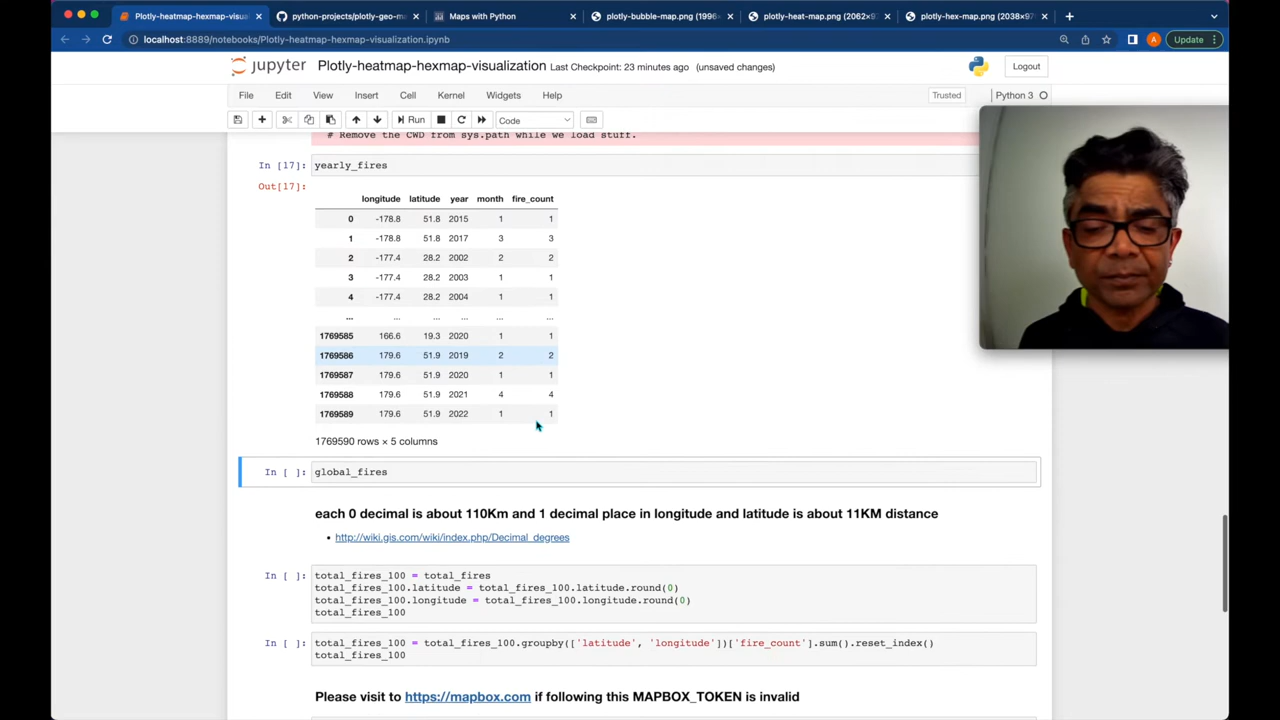 Plotly-heatmap-hexmap-visuali
python-projects/plotly-geo-m
Maps with Python
plotly-bubble-map.png (1996×
plotly-heat-map.png (2062×27
plotly-hex-map.png (2038×97
localhost:8889/notebooks/Plotly-heatmap-hexmap-visualization.ipynb
A
Update
jupyter Plotly-heatmap-hexmap-visualization Last Checkpoint: 23 minutes ago (unsaved changes)
Logout
File Edit View Insert Cell Kernel Widgets Help
Trusted
Python 3
Run
Code
# Remove the CWD from sys.path while we load stuff.
In [17]: yearly_fires
Out[17]:
longitude latitude year month fire_count
0 -178.8 51.8 2015 1 1
1 -178.8 51.8 2017 3 3
2 -177.4 28.2 2002 2 2
3 -177.4 28.2 2003 1 1
4 -177.4 28.2 2004 1 1
... ... ... ... ... ...
1769585 166.6 19.3 2020 1 1
1769586 179.6 51.9 2019 2 2
1769587 179.6 51.9 2020 1 1
1769588 179.6 51.9 2021 4 4
1769589 179.6 51.9 2022 1 1
1769590 rows × 5 columns
In [ ]: global_fires
each 0 decimal is about 110Km and 1 decimal place in longitude and latitude is about 11KM distance
• http://wiki.gis.com/wiki/index.php/Decimal_degrees
In [ ]: total_fires_100 = total_fires
total_fires_100.latitude = total_fires_100.latitude.round(0)
total_fires_100.longitude = total_fires_100.longitude.round(0)
total_fires_100
In [ ]: total_fires_100 = total_fires_100.groupby(['latitude', 'longitude'])['fire_count'].sum().reset_index()
total_fires_100
Please visit to https://mapbox.com if following this MAPBOX_TOKEN is invalid